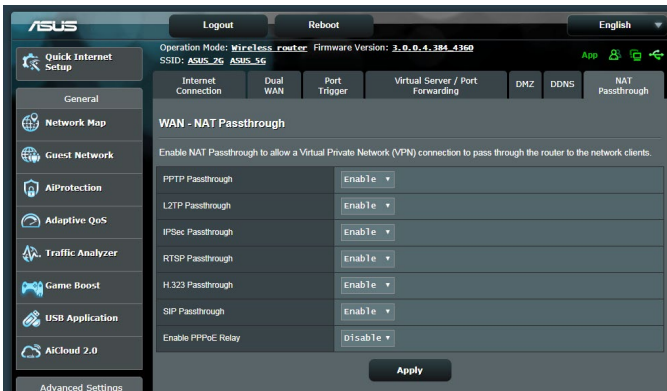 ASUS
Logout
Reboot
English
Operation Mode: Wireless router Firmware Version: 3.0.0.4.384_4360
SSID: ASUS_2G ASUS_5G
App
Quick Internet
Setup
General
Network Map
Guest Network
AiProtection
Adaptive QoS
Traffic Analyzer
Game Boost
USB Application
AiCloud 2.0
Advanced Settings
Internet
Connection
Dual
WAN
Port
Trigger
Virtual Server / Port
Forwarding
DMZ
DDNS
NAT
Passthrough
WAN - NAT Passthrough
Enable NAT Passthrough to allow a Virtual Private Network (VPN) connection to pass through the router to the network clients.
PPTP Passthrough Enable
L2TP Passthrough Enable
IPSec Passthrough Enable
RTSP Passthrough Enable
H.323 Passthrough Enable
SIP Passthrough Enable
Enable PPPoE Relay Disable
Apply